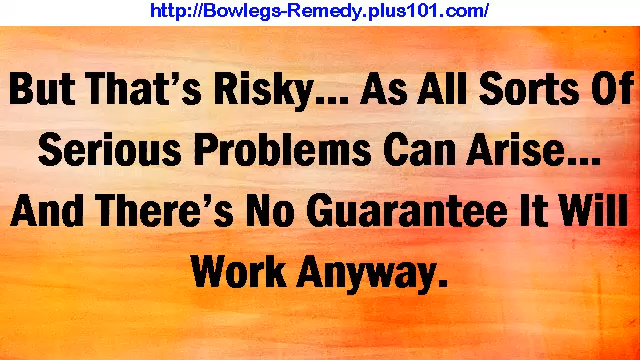 http://Bowlegs-Remedy.plus101.com/
But That’s Risky... As All Sorts Of
Serious Problems Can Arise...
And There’s No Guarantee It Will
Work Anyway.